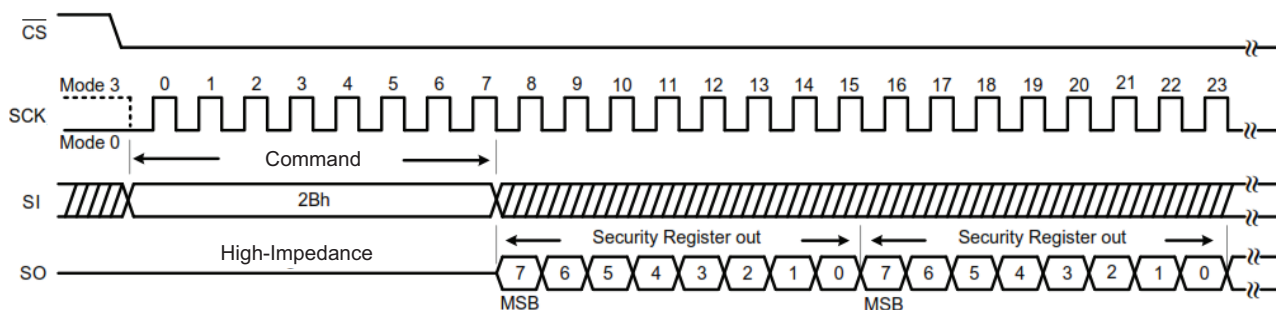 CS
Mode 3 0 1 2 3 4 5 6 7 8 9 10 11 12 13 14 15 16 17 18 19 20 21 22 23
SCK
Mode 0
Command
SI 2Bh
High-Impedance Security Register out Security Register out
SO 7 6 5 4 3 2 1 0 7 6 5 4 3 2 1 0
MSB MSB